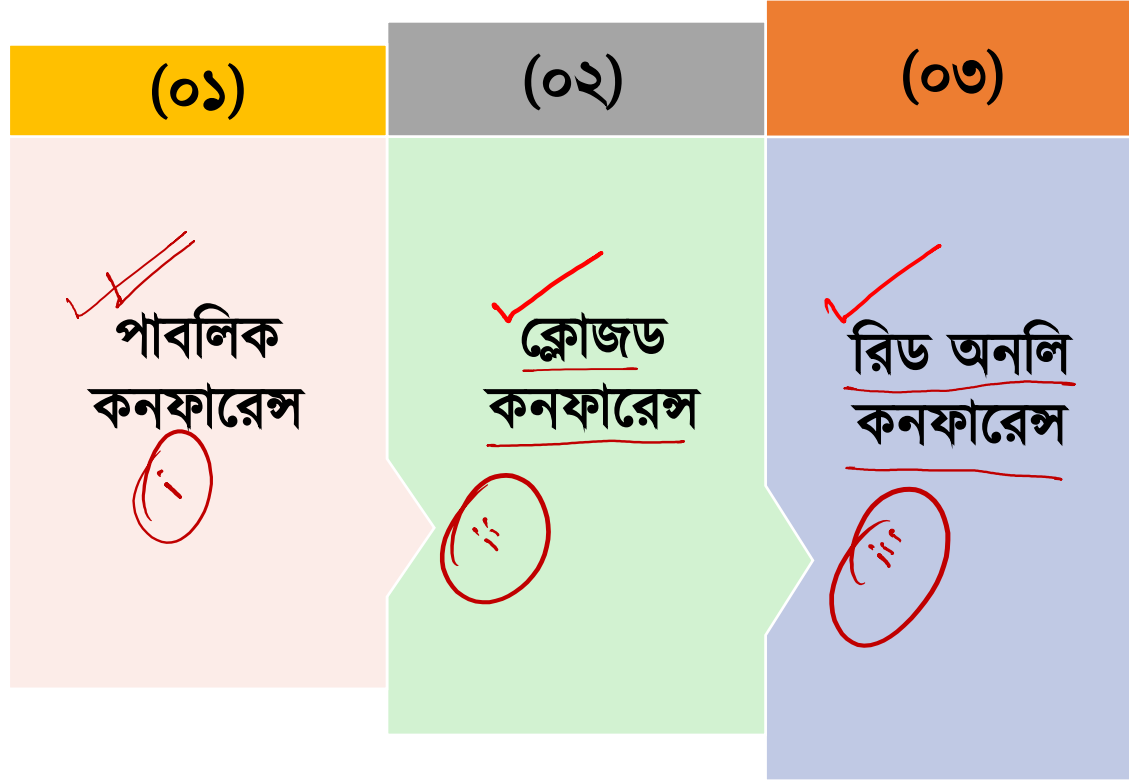 (০১)
পাবলিক
কনফারেন্স
i
(০২)
ক্লোজড
কনফারেন্স
ii
(০৩)
রিড অনলি
কনফারেন্স
iii